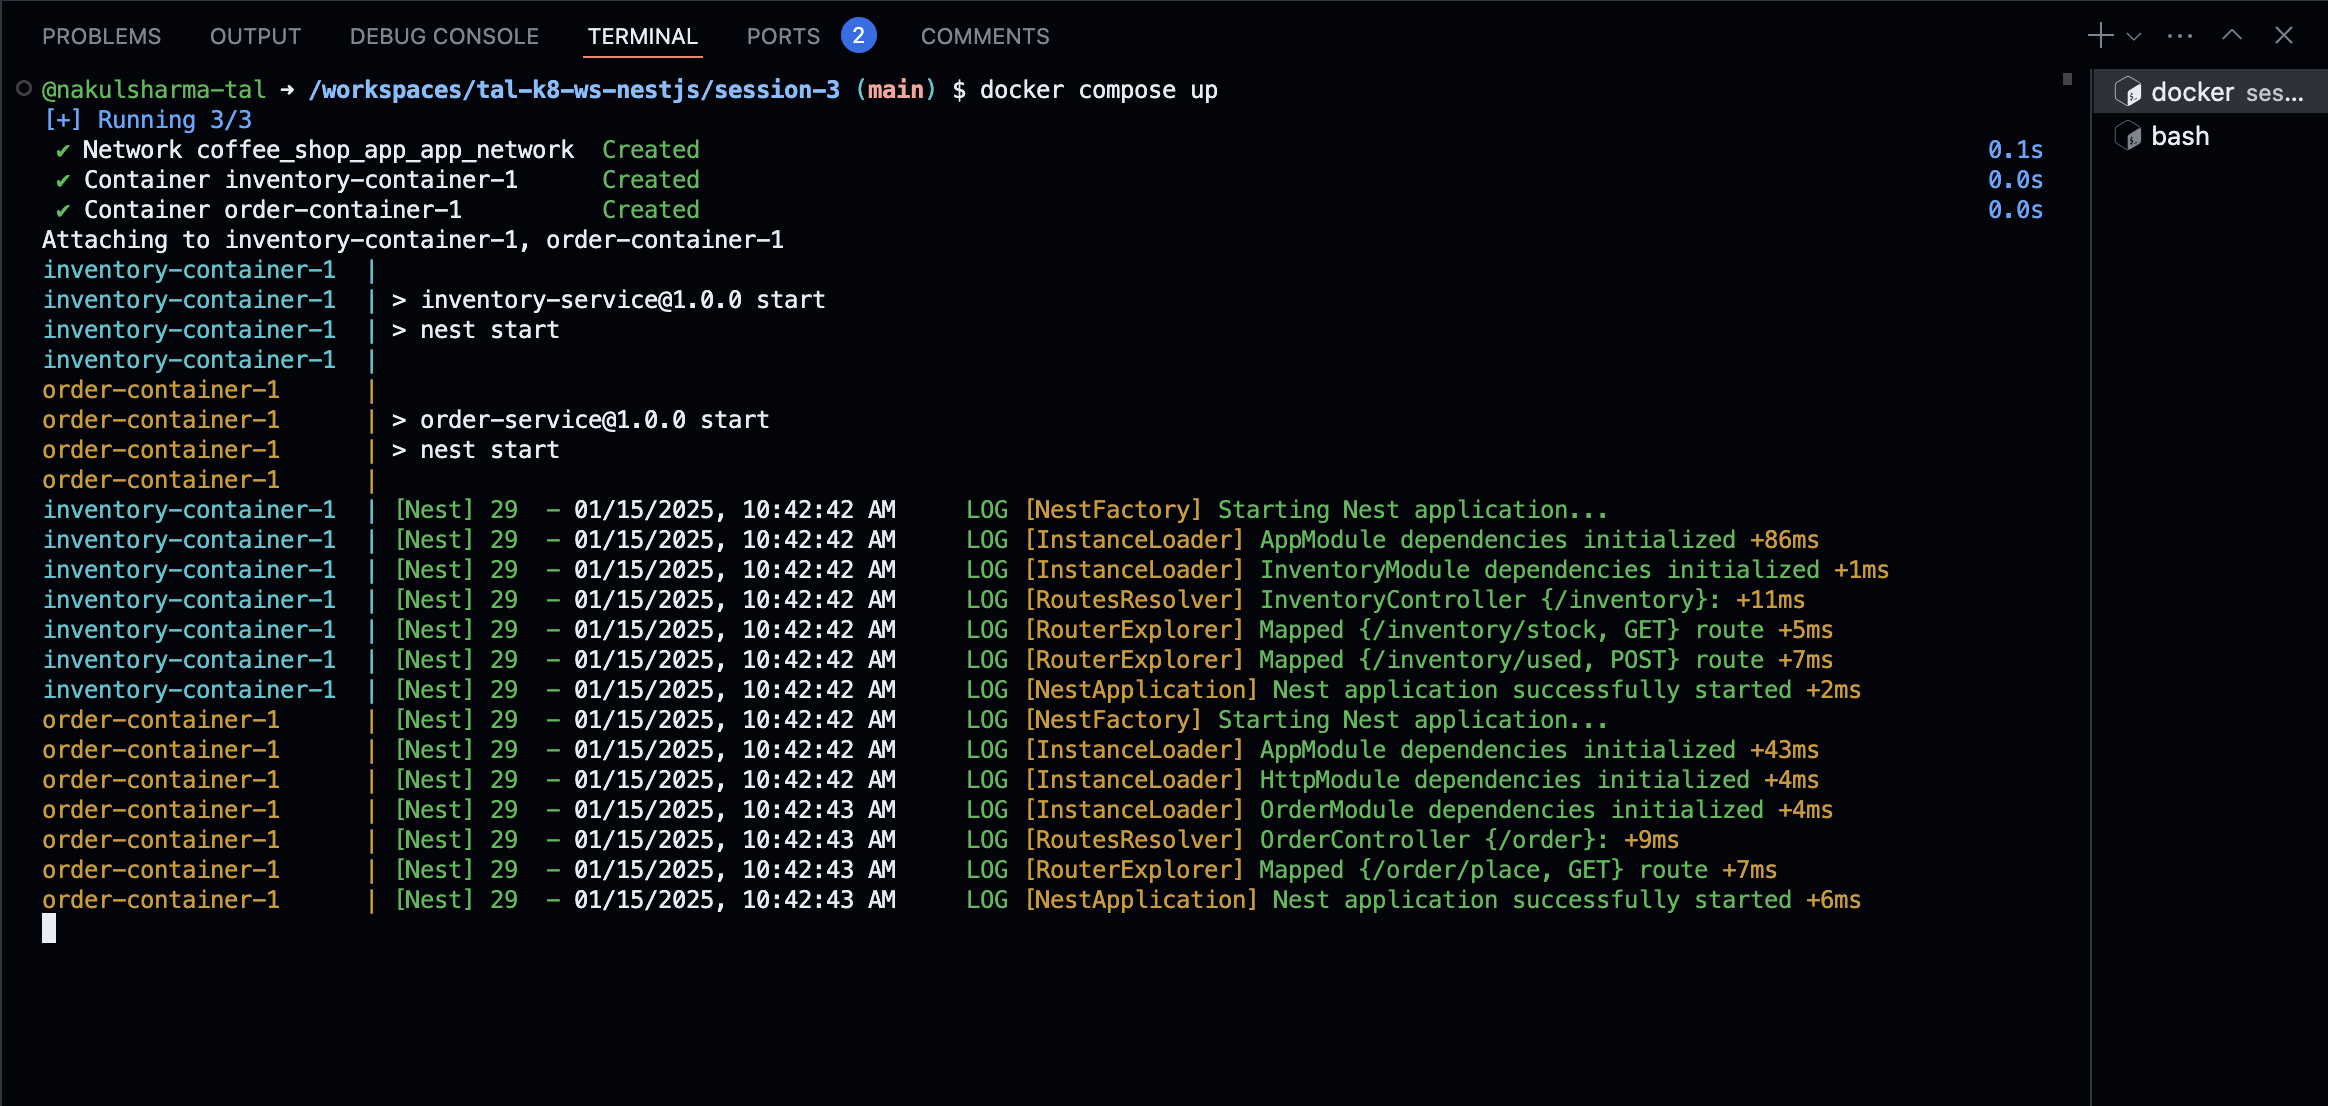 PROBLEMS OUTPUT DEBUG CONSOLE TERMINAL PORTS 2 COMMENTS
@nakulsharma-tal ➜ /workspaces/tal-k8-ws-nestjs/session-3 (main) $ docker compose up
[+] Running 3/3
✔ Network coffee_shop_app_app_network Created 0.1s
✔ Container inventory-container-1 Created 0.0s
✔ Container order-container-1 Created 0.0s
Attaching to inventory-container-1, order-container-1
inventory-container-1 |
inventory-container-1 | > inventory-service@1.0.0 start
inventory-container-1 | > nest start
inventory-container-1 |
order-container-1 |
order-container-1 | > order-service@1.0.0 start
order-container-1 | > nest start
order-container-1 |
inventory-container-1 | [Nest] 29 - 01/15/2025, 10:42:42 AM LOG [NestFactory] Starting Nest application...
inventory-container-1 | [Nest] 29 - 01/15/2025, 10:42:42 AM LOG [InstanceLoader] AppModule dependencies initialized +86ms
inventory-container-1 | [Nest] 29 - 01/15/2025, 10:42:42 AM LOG [InstanceLoader] InventoryModule dependencies initialized +1ms
inventory-container-1 | [Nest] 29 - 01/15/2025, 10:42:42 AM LOG [RoutesResolver] InventoryController {/inventory}: +11ms
inventory-container-1 | [Nest] 29 - 01/15/2025, 10:42:42 AM LOG [RouterExplorer] Mapped {/inventory/stock, GET} route +5ms
inventory-container-1 | [Nest] 29 - 01/15/2025, 10:42:42 AM LOG [RouterExplorer] Mapped {/inventory/used, POST} route +7ms
inventory-container-1 | [Nest] 29 - 01/15/2025, 10:42:42 AM LOG [NestApplication] Nest application successfully started +2ms
order-container-1 | [Nest] 29 - 01/15/2025, 10:42:42 AM LOG [NestFactory] Starting Nest application...
order-container-1 | [Nest] 29 - 01/15/2025, 10:42:42 AM LOG [InstanceLoader] AppModule dependencies initialized +43ms
order-container-1 | [Nest] 29 - 01/15/2025, 10:42:42 AM LOG [InstanceLoader] HttpModule dependencies initialized +4ms
order-container-1 | [Nest] 29 - 01/15/2025, 10:42:43 AM LOG [InstanceLoader] OrderModule dependencies initialized +4ms
order-container-1 | [Nest] 29 - 01/15/2025, 10:42:43 AM LOG [RoutesResolver] OrderController {/order}: +9ms
order-container-1 | [Nest] 29 - 01/15/2025, 10:42:43 AM LOG [RouterExplorer] Mapped {/order/place, GET} route +7ms
order-container-1 | [Nest] 29 - 01/15/2025, 10:42:43 AM LOG [NestApplication] Nest application successfully started +6ms
docker ses...
bash